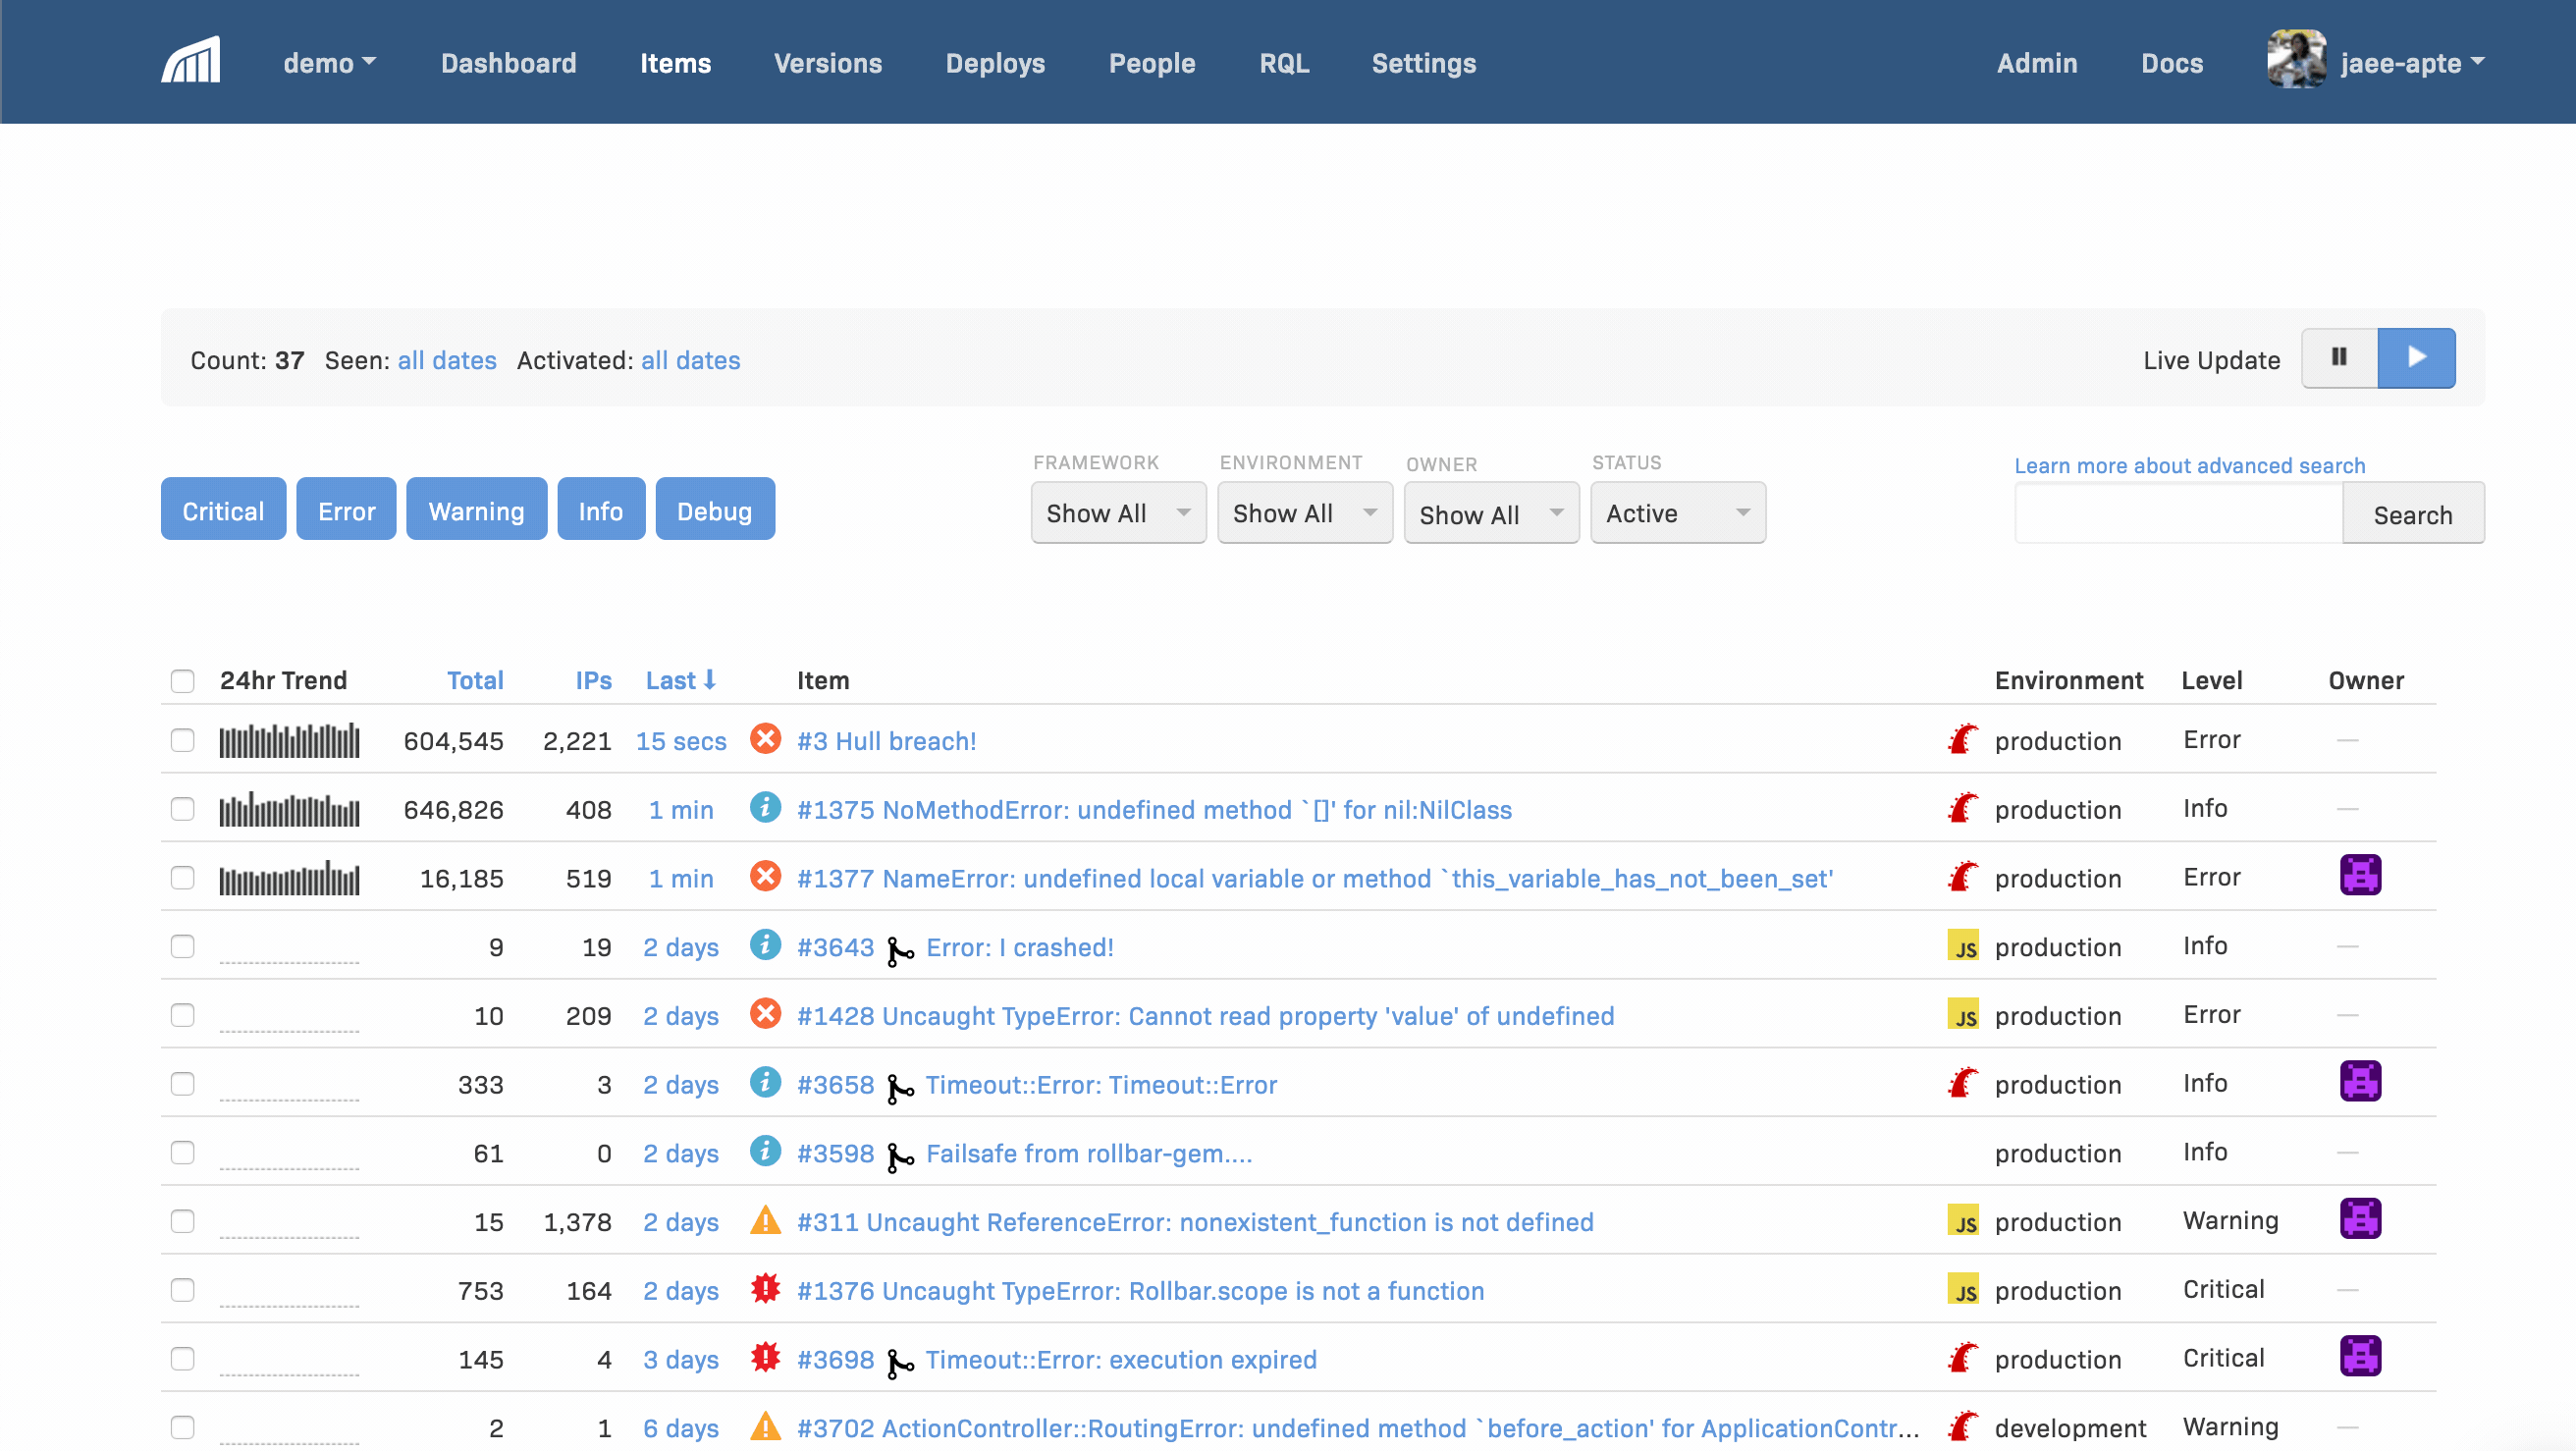 demo Dashboard Items Versions Deploys People RQL Settings Admin Docs jaee-apte
Count: 37 Seen: all dates Activated: all dates Live Update
FRAMEWORK ENVIRONMENT OWNER STATUS Learn more about advanced search
Critical Error Warning Info Debug Show All Show All Show All Active Search
24hr Trend Total IPs Last Item Environment Level Owner
604,545 2,221 15 secs #3 Hull breach! production Error —
646,826 408 1 min #1375 NoMethodError: undefined method `[]' for nil:NilClass production Info —
16,185 519 1 min #1377 NameError: undefined local variable or method `this_variable_has_not_been_set' production Error
9 19 2 days #3643 Error: I crashed! JS production Info —
10 209 2 days #1428 Uncaught TypeError: Cannot read property 'value' of undefined JS production Error —
333 3 2 days #3658 Timeout::Error: Timeout::Error production Info
61 0 2 days #3598 Failsafe from rollbar-gem.... production Info —
15 1,378 2 days #311 Uncaught ReferenceError: nonexistent_function is not defined JS production Warning
753 164 2 days #1376 Uncaught TypeError: Rollbar.scope is not a function JS production Critical —
145 4 3 days #3698 Timeout::Error: execution expired production Critical
2 1 6 days #3702 ActionController::RoutingError: undefined method `before_action' for ApplicationContr... development Warning —